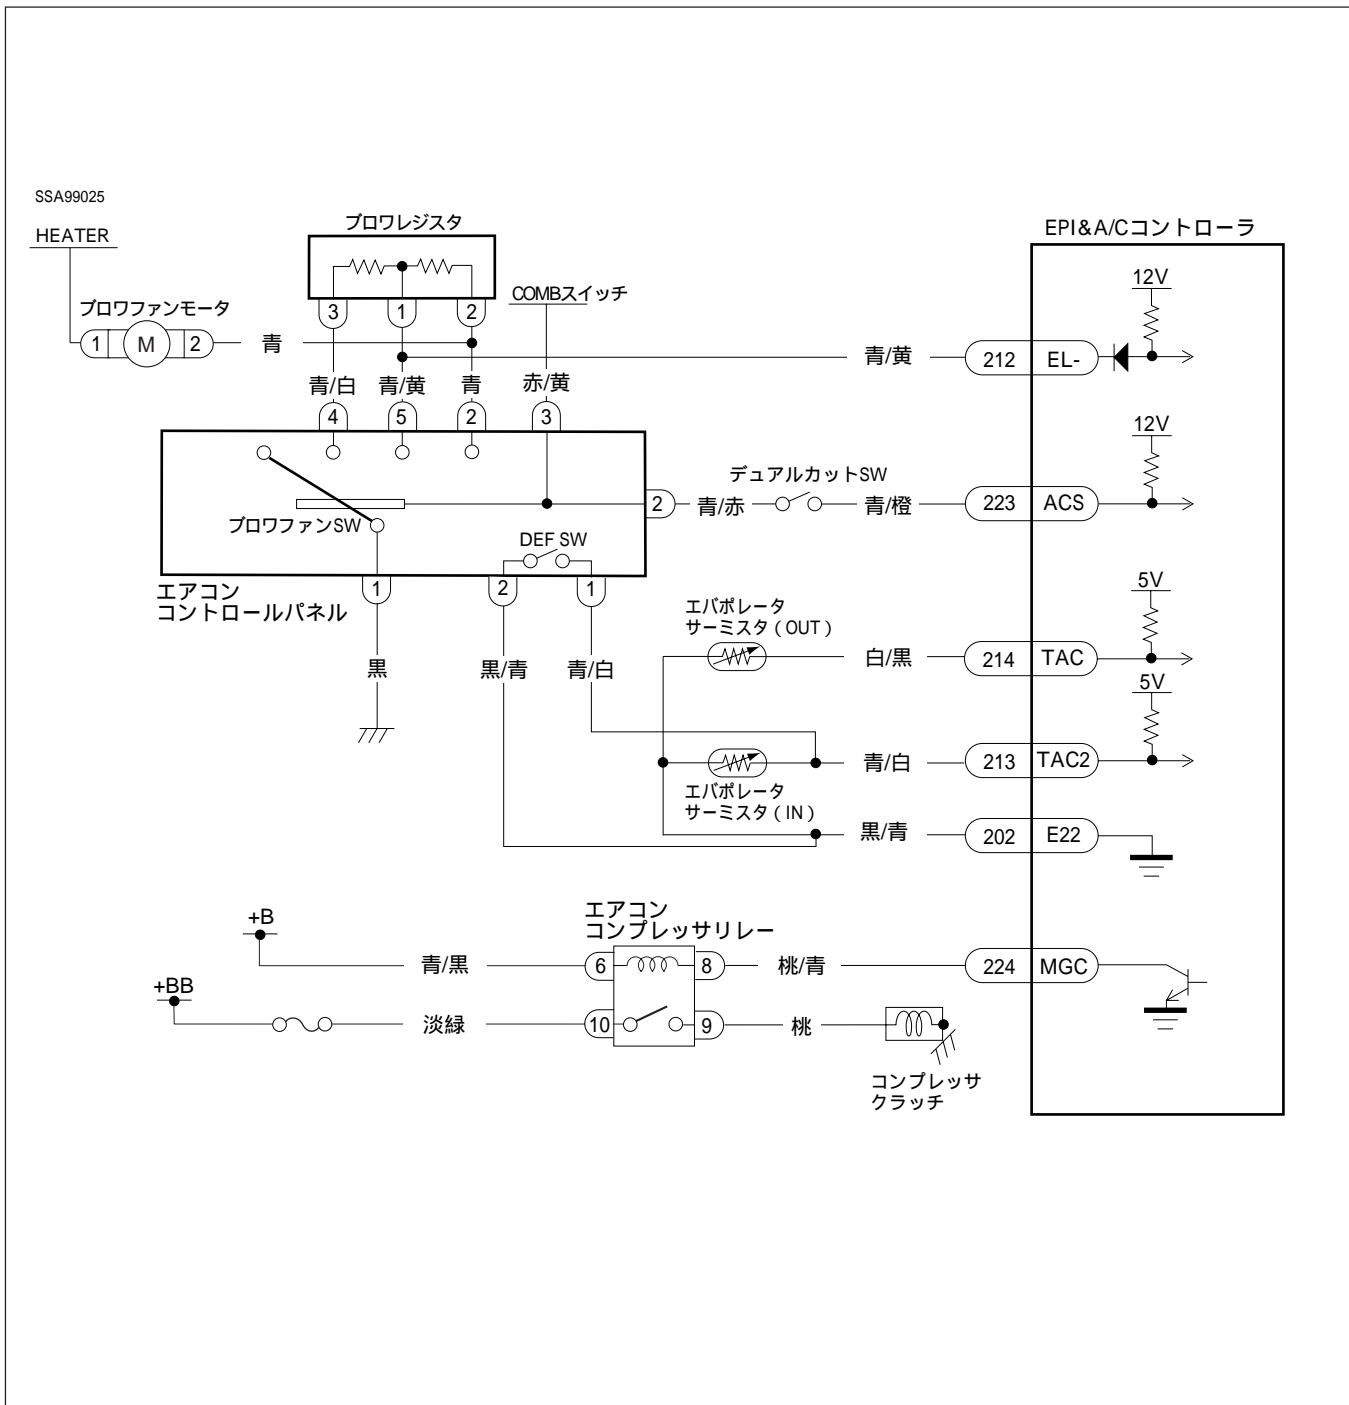 SSA99025
HEATER
ブロワレジスタ
EPI&A/Cコントローラ
12V
COMBスイッチ
ブロワファンモータ
3
1
2
1
M
2
青
青/黄
212
EL-
青/白
青/黄
青
赤/黄
4
5
2
3
12V
デュアルカットSW
2
青/赤
青/橙
223
ACS
ブロワファンSW
DEF SW
1
2
1
エアコン
コントロールパネル
5V
エバポレータ
サーミスタ（OUT）
黒
黒/青
青/白
白/黒
214
TAC
5V
青/白
213
TAC2
エバポレータ
サーミスタ（IN）
黒/青
202
E22
エアコン
コンプレッサリレー
+B
青/黒
6
8
桃/青
224
MGC
+BB
淡緑
10
9
桃
コンプレッサ
クラッチ